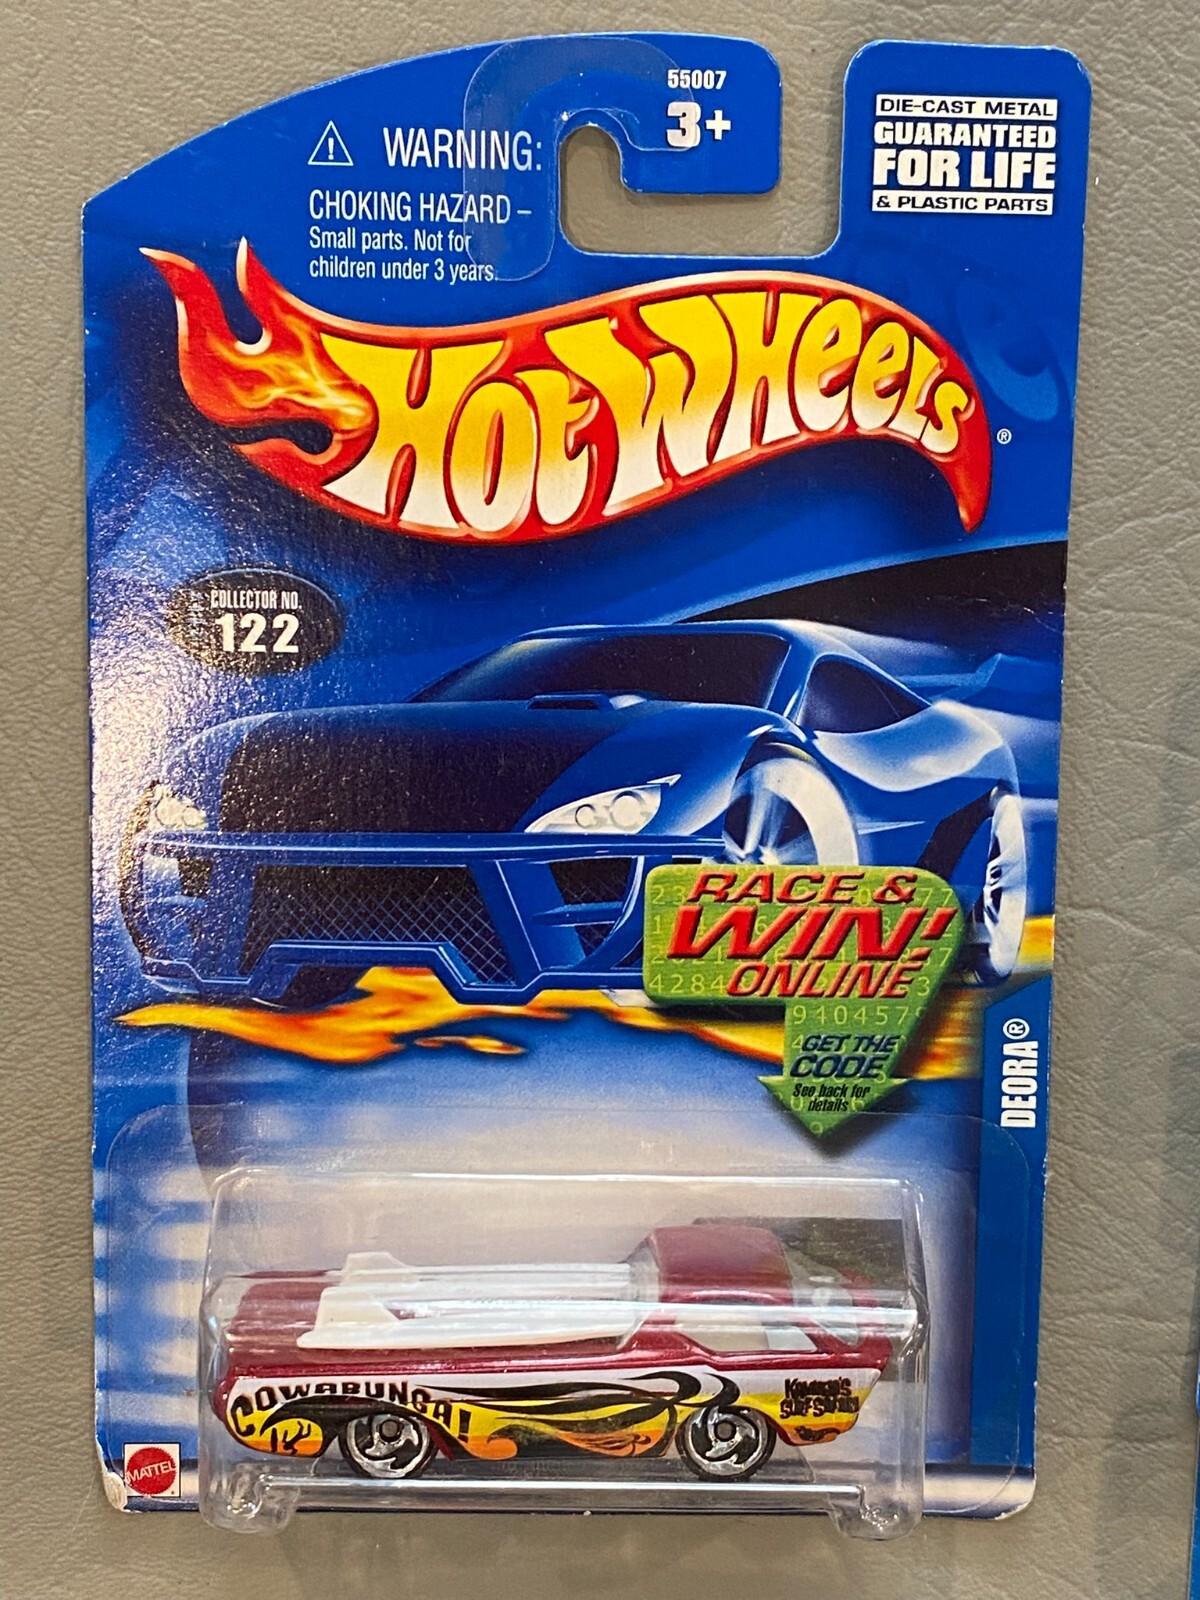 55007
3+
WARNING:
CHOKING HAZARD –
Small parts. Not for
children under 3 years.
DIE-CAST METAL
GUARANTEED
FOR LIFE
& PLASTIC PARTS
HOT WHEELS®
COLLECTOR NO.
122
RACE &
WIN!
ONLINE
GET THE
CODE
See back for
details
DEORA®
COWABUNGA!
MATTEL